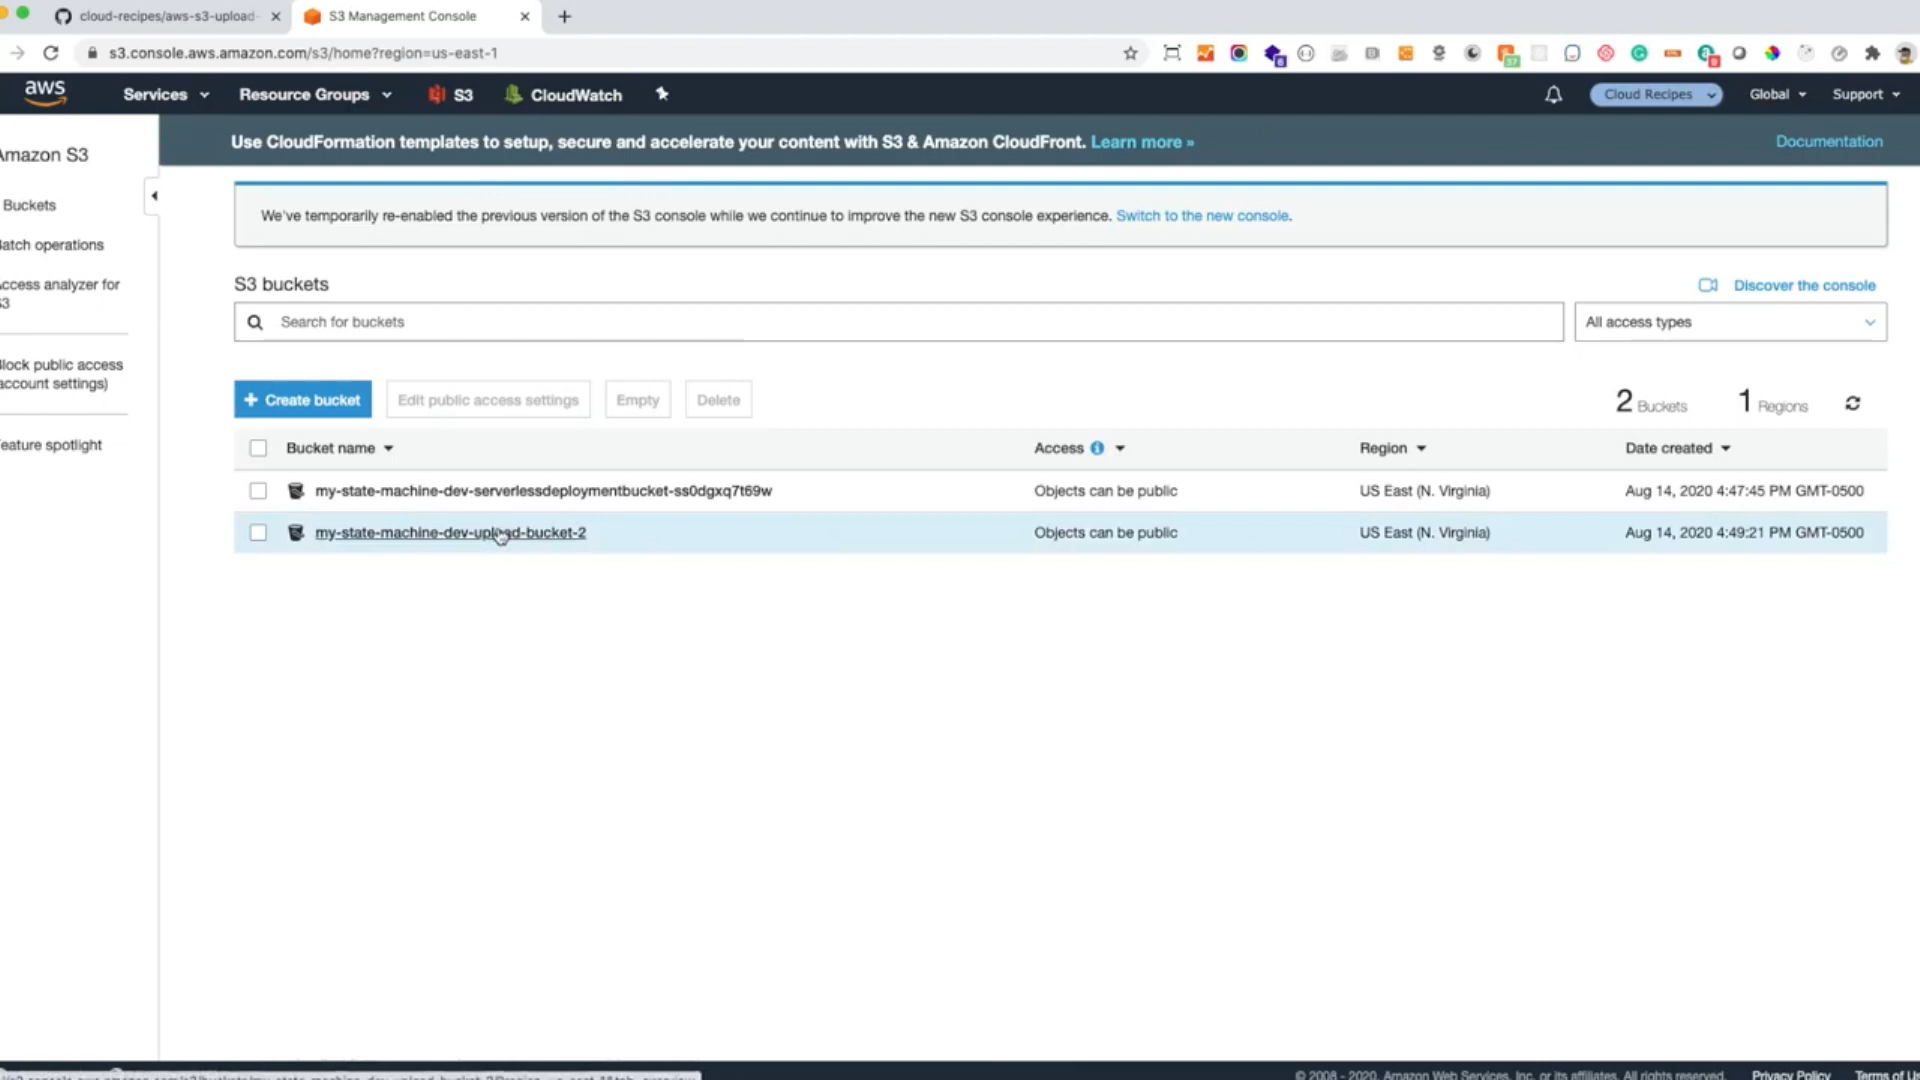 cloud-recipes/aws-s3-upload-
S3 Management Console
s3.console.aws.amazon.com/s3/home?region=us-east-1
aws
Services
Resource Groups
S3
CloudWatch
Cloud Recipes
Global
Support
Amazon S3
Use CloudFormation templates to setup, secure and accelerate your content with S3 & Amazon CloudFront. Learn more »
Documentation
Buckets
Batch operations
Access analyzer for
S3
Block public access
(account settings)
Feature spotlight
We've temporarily re-enabled the previous version of the S3 console while we continue to improve the new S3 console experience. Switch to the new console.
S3 buckets
Discover the console
Search for buckets
All access types
Create bucket
Edit public access settings
Empty
Delete
2 Buckets
1 Regions
Bucket name
Access
Region
Date created
my-state-machine-dev-serverlessdeploymentbucket-ss0dgxq7t69w
Objects can be public
US East (N. Virginia)
Aug 14, 2020 4:47:45 PM GMT-0500
my-state-machine-dev-upload-bucket-2
Objects can be public
US East (N. Virginia)
Aug 14, 2020 4:49:21 PM GMT-0500
© 2008 - 2020, Amazon Web Services, Inc. or its affiliates. All rights reserved.
Privacy Policy
Terms of Us